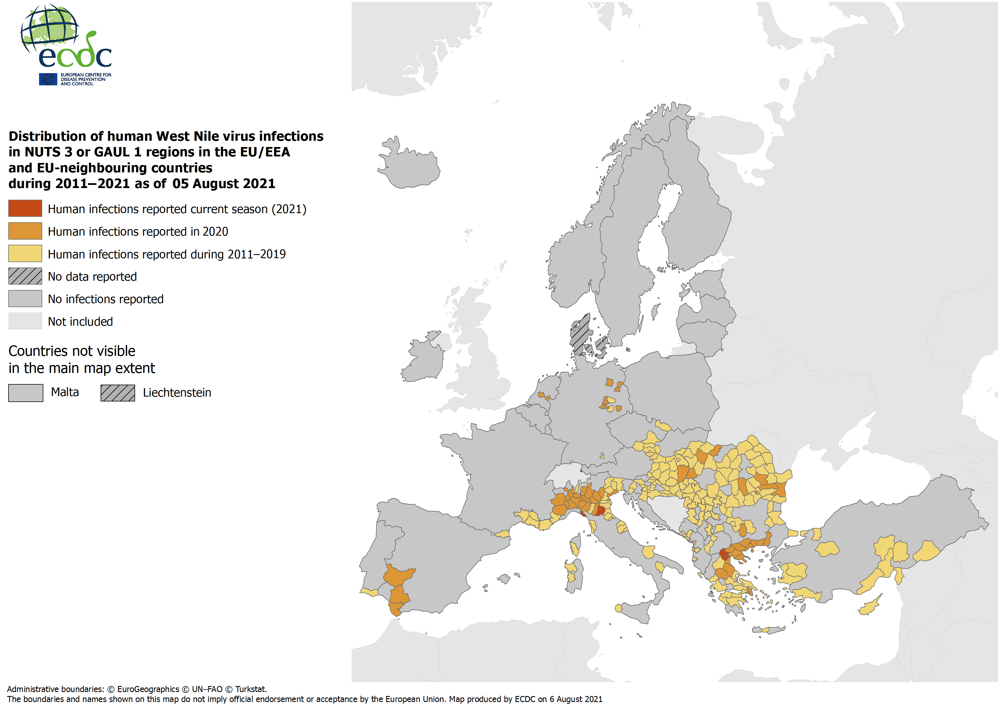 ecdc
EUROPEAN CENTRE FOR
DISEASE PREVENTION
AND CONTROL
Distribution of human West Nile virus infections
in NUTS 3 or GAUL 1 regions in the EU/EEA
and EU-neighbouring countries
during 2011–2021 as of 05 August 2021
Human infections reported current season (2021)
Human infections reported in 2020
Human infections reported during 2011–2019
No data reported
No infections reported
Not included
Countries not visible
in the main map extent
Malta
Liechtenstein
Administrative boundaries: © EuroGeographics © UN–FAO © Turkstat.
The boundaries and names shown on this map do not imply official endorsement or acceptance by the European Union. Map produced by ECDC on 6 August 2021